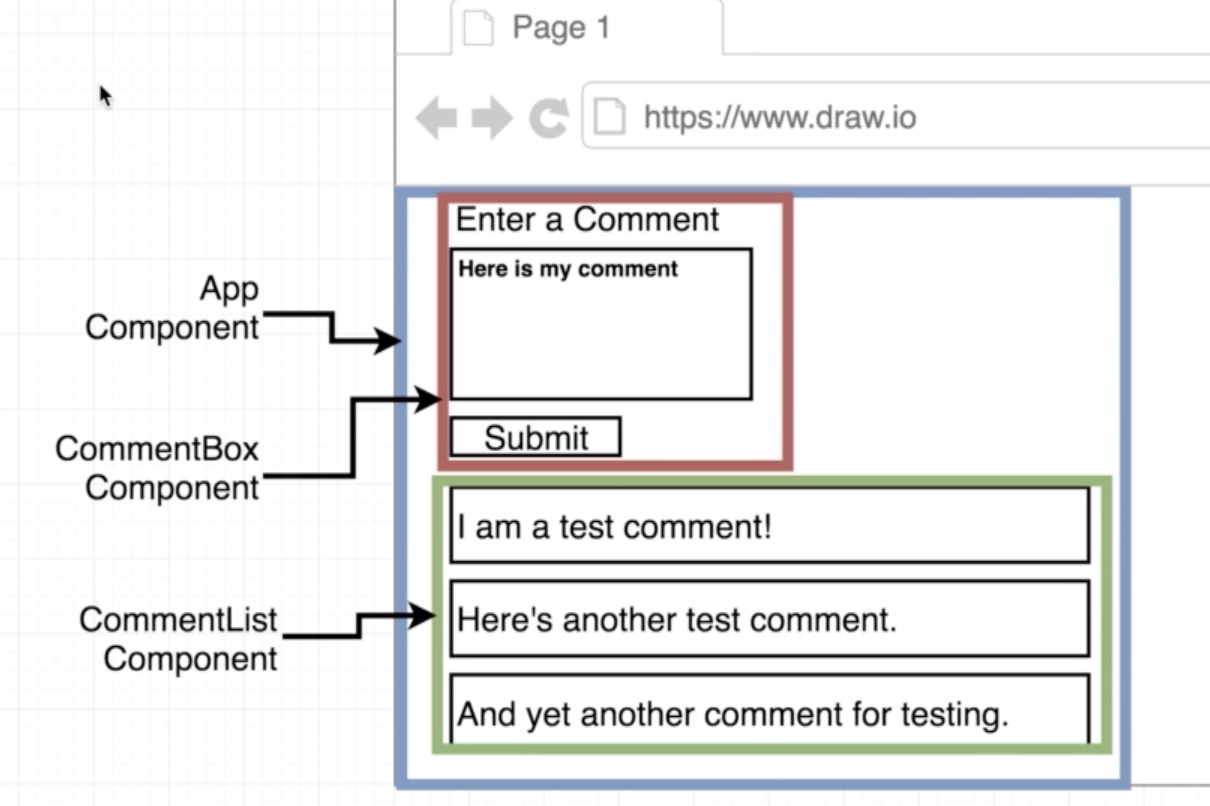 Page 1
https://www.draw.io
Enter a Comment
Here is my comment
Submit
App
Component
CommentBox
Component
CommentList
Component
I am a test comment!
Here's another test comment.
And yet another comment for testing.